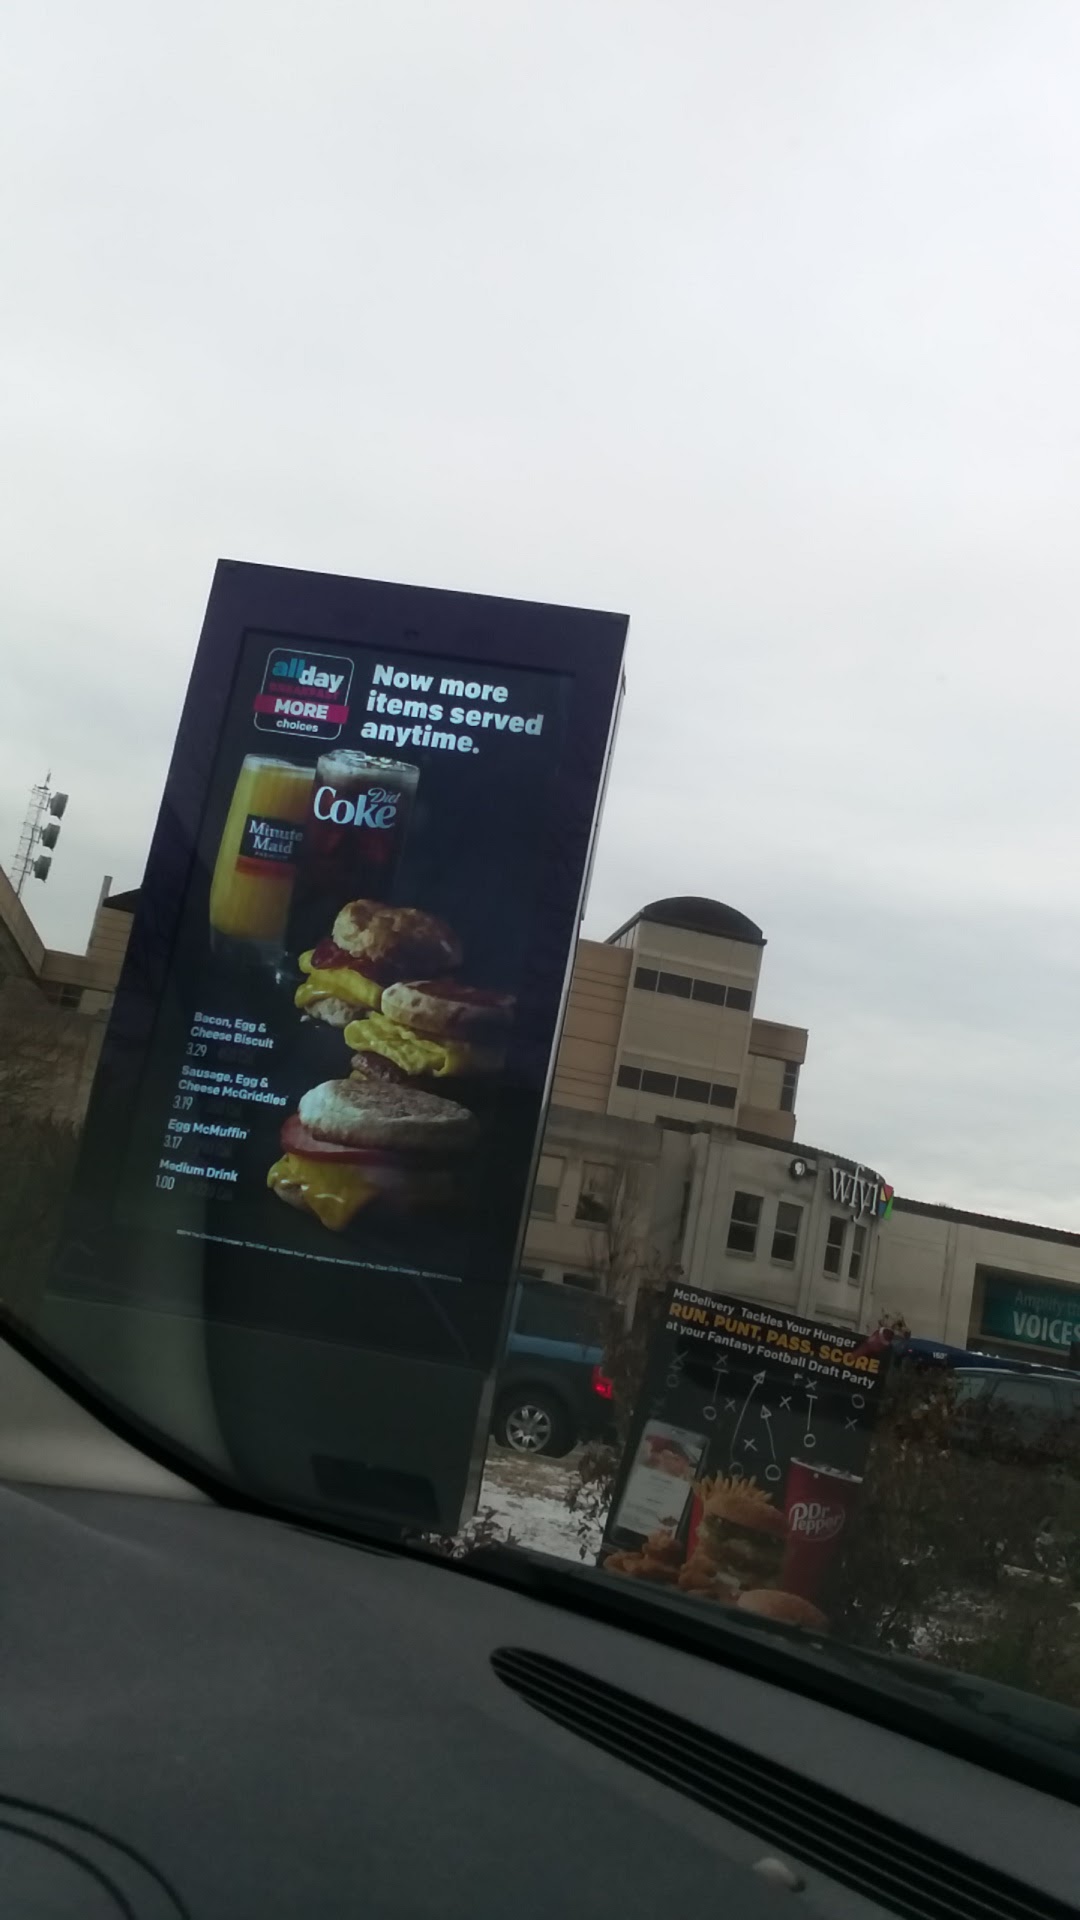 allday
BREAKFAST
MORE
choices
Now more
items served
anytime.
Minute
Maid
Diet
Coke
Bacon, Egg &
Cheese Biscuit
3.29
Sausage, Egg &
Cheese McGriddles
3.19
Egg McMuffin
3.17
Medium Drink
1.00
wfyi
Amplify
VOICES
McDelivery Tackles Your Hunger
RUN, PUNT, PASS, SCORE
at your Fantasy Football Draft Party
Dr
Pepper